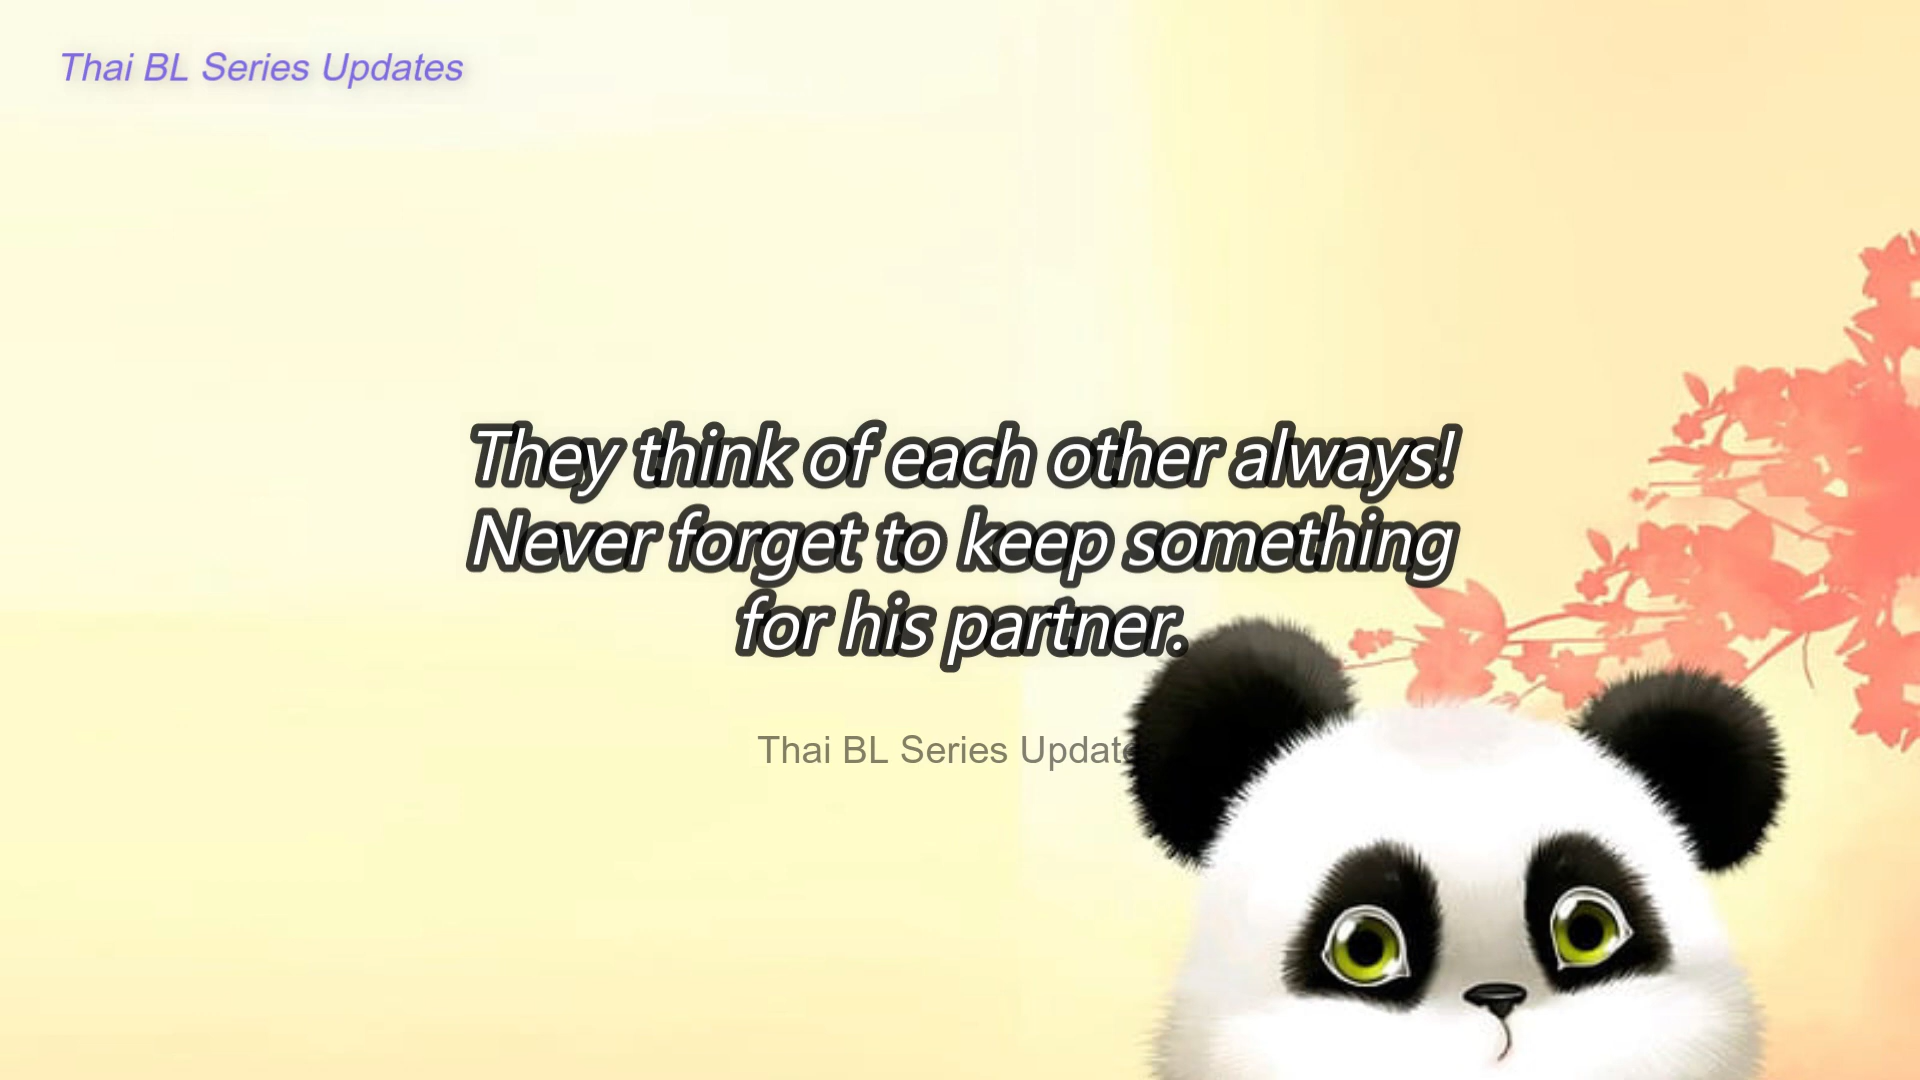 Thai BL Series Updates
They think of each other always!
Never forget to keep something
for his partner.
Thai BL Series Updates